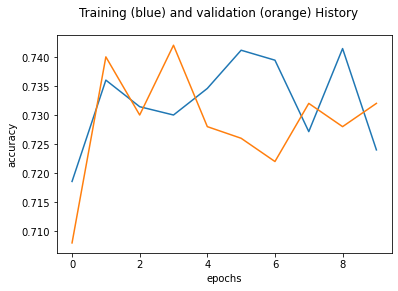 Training (blue) and validation (orange) History
0.740
0.735
0.730
0.725
0.720
0.715
0.710
accuracy
0 2 4 6 8
epochs